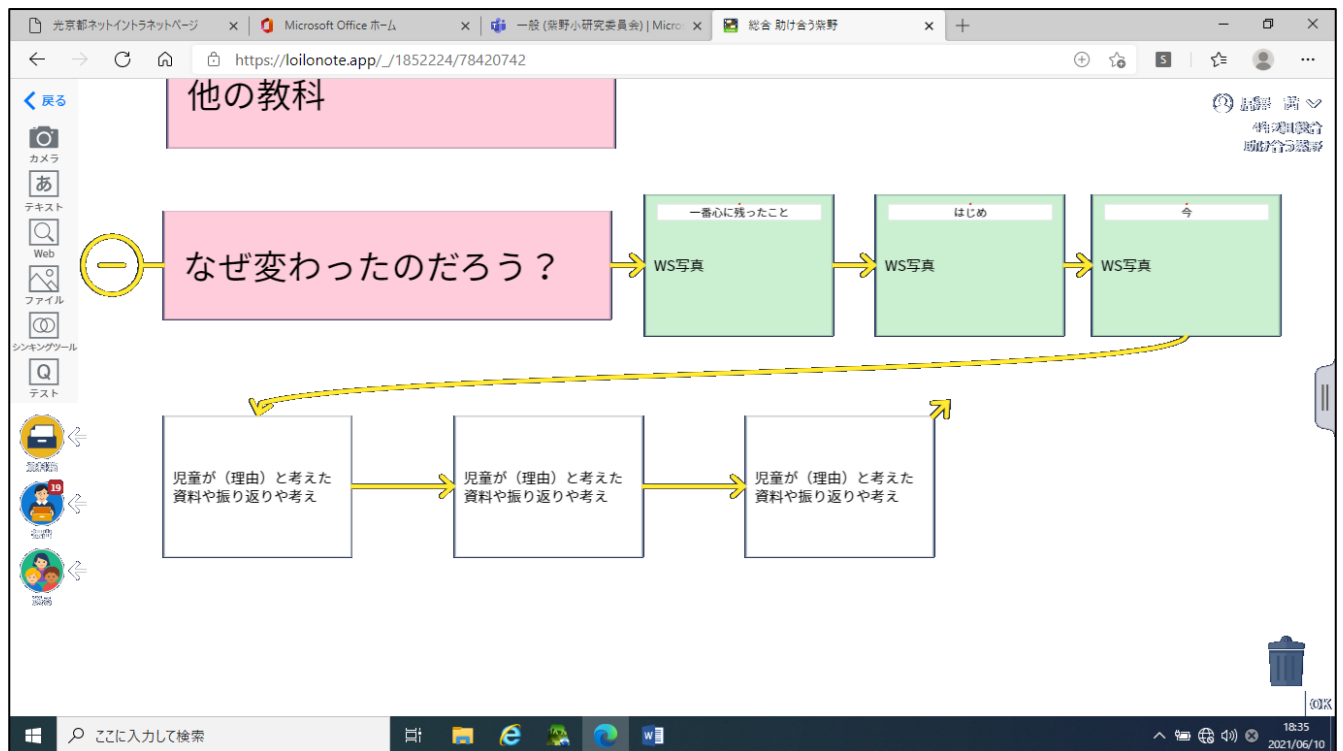 光京都ネットイントラネットページ
Microsoft Office ホーム
一般 (紫野小研究委員会) | Micro
総合 助け合う紫野
https://loilonote.app/_/1852224/78420742
戻る
カメラ
テキスト
Web
ファイル
シンキングツール
テスト
あ
Q
S
19
他の教科
なぜ変わったのだろう？
一番心に残ったこと
WS写真
はじめ
WS写真
今
WS写真
児童が（理由）と考えた
資料や振り返りや考え
児童が（理由）と考えた
資料や振り返りや考え
児童が（理由）と考えた
資料や振り返りや考え
ここに入力して検索
18:35
2021/06/10